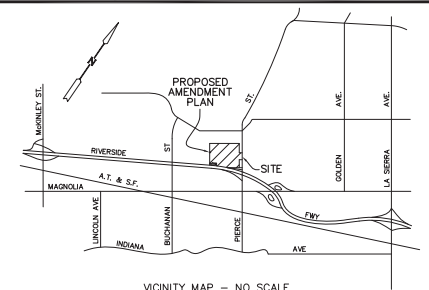 N
PROPOSED
AMENDMENT
PLAN
ST.
McKINLEY ST.
AVE.
GOLDEN
LA SIERRA
ST
BUCHANAN
RIVERSIDE
SITE
A.T. & S.F.
MAGNOLIA
LINCOLN AVE
PIERCE
FWY
INDIANA
AVE
VICINITY MAP – NO SCALE